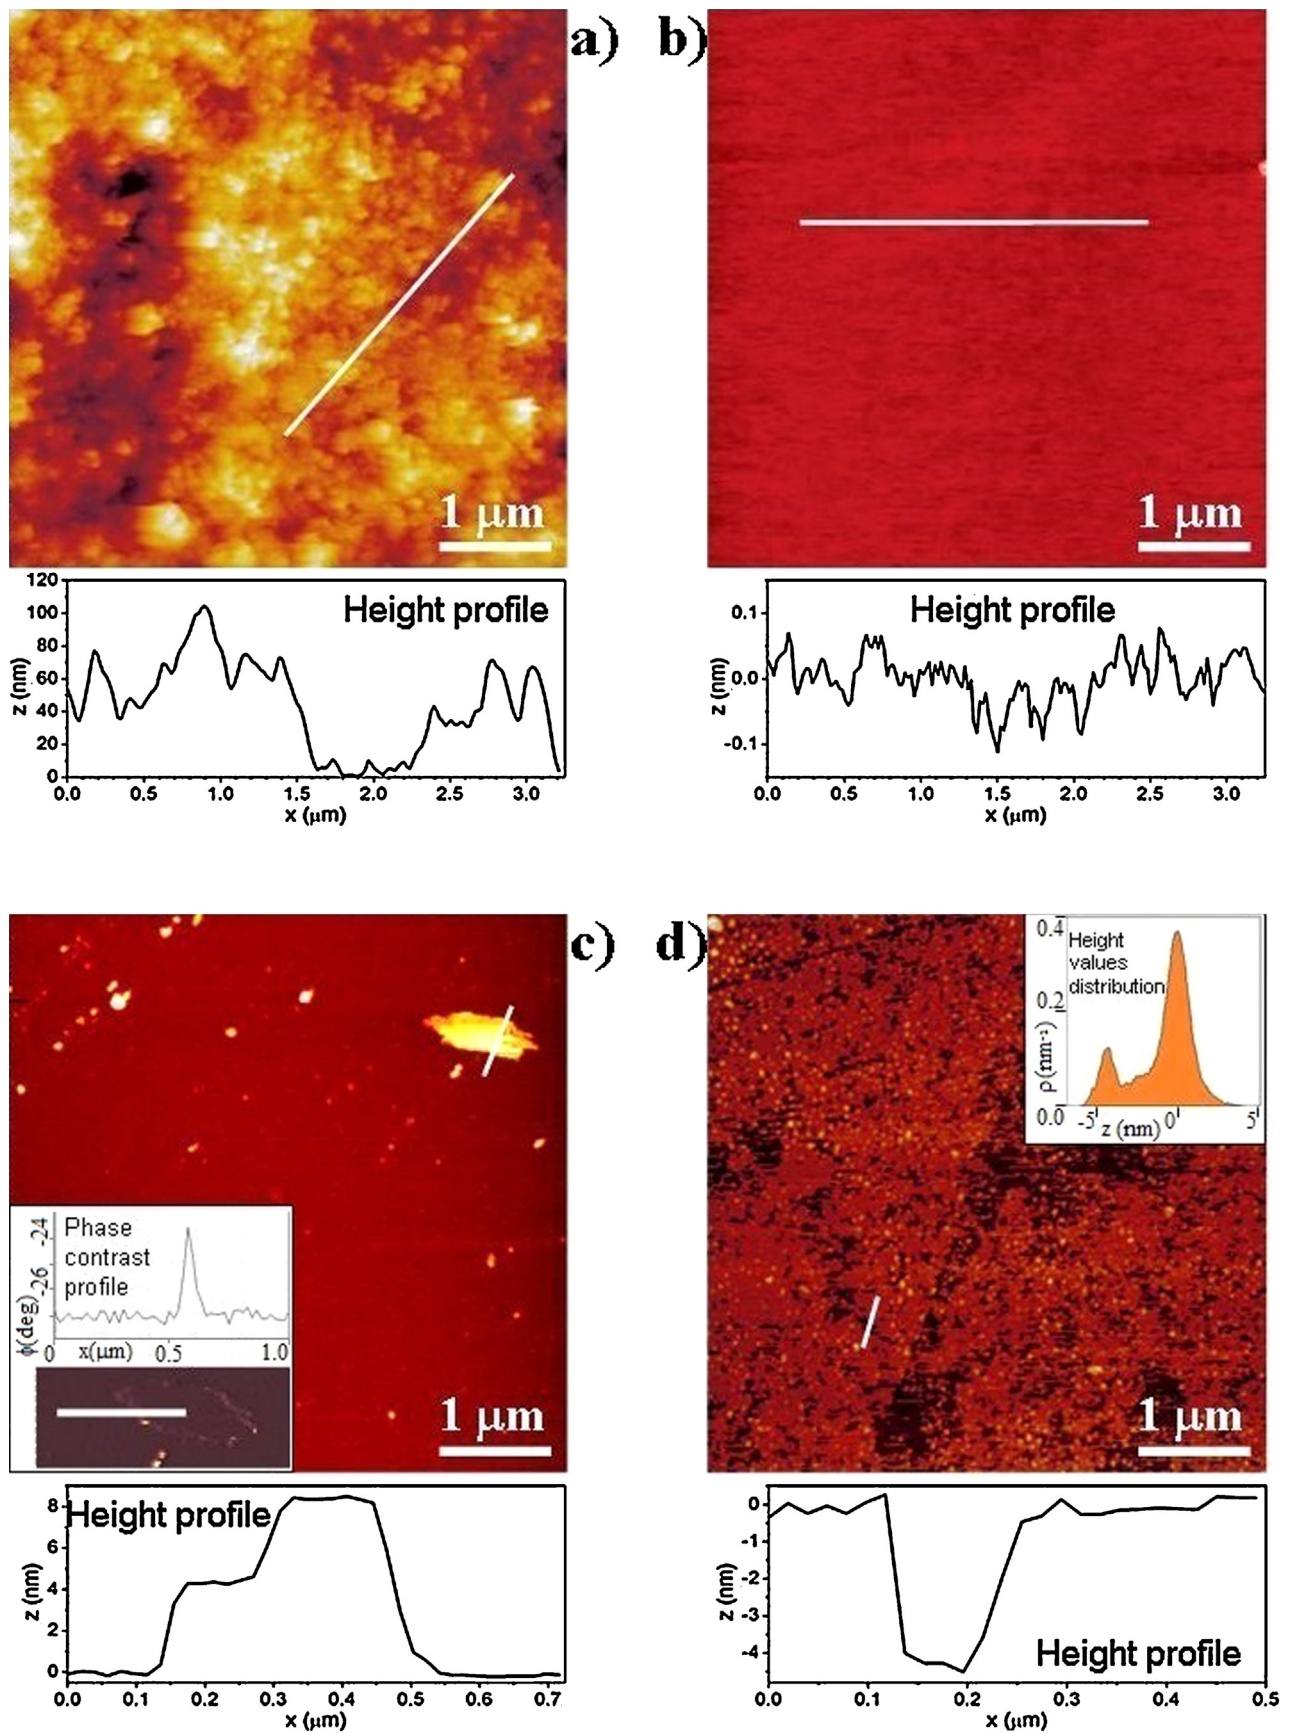 a)
1 μm
Height profile
120
100
80
60
40
20
0
z (nm)
0.0 0.5 1.0 1.5 2.0 2.5 3.0
x (μm)
b)
1 μm
Height profile
0.1
0.0
-0.1
z (nm)
0.0 0.5 1.0 1.5 2.0 2.5 3.0
x (μm)
c)
Phase
contrast
profile
-24
-26
ϕ(deg)
0 x(μm) 0.5 1.0
1 μm
Height profile
8
6
4
2
0
z (nm)
0.0 0.1 0.2 0.3 0.4 0.5 0.6 0.7
x (μm)
d)
Height
values
distribution
0.4
0.2
0.0
ρ(nm⁻¹)
-5 z (nm) 0 5
1 μm
0
-1
-2
-3
-4
z (nm)
Height profile
0.0 0.1 0.2 0.3 0.4 0.5
x (μm)